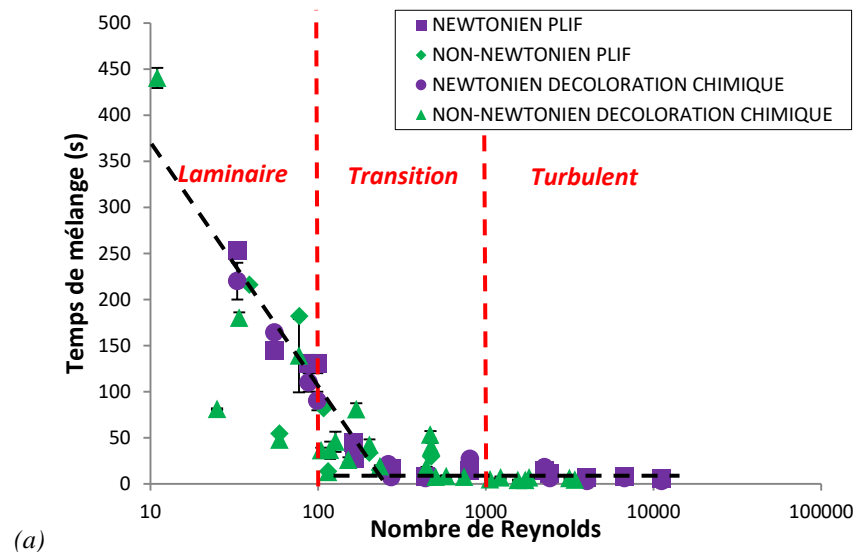 NEWTONIEN PLIF
NON-NEWTONIEN PLIF
NEWTONIEN DECOLORATION CHIMIQUE
NON-NEWTONIEN DECOLORATION CHIMIQUE
Temps de mélange (s)
500
450
400
350
300
250
200
150
100
50
0
Laminaire Transition Turbulent
10 100 1000 10000 100000
Nombre de Reynolds
(a)